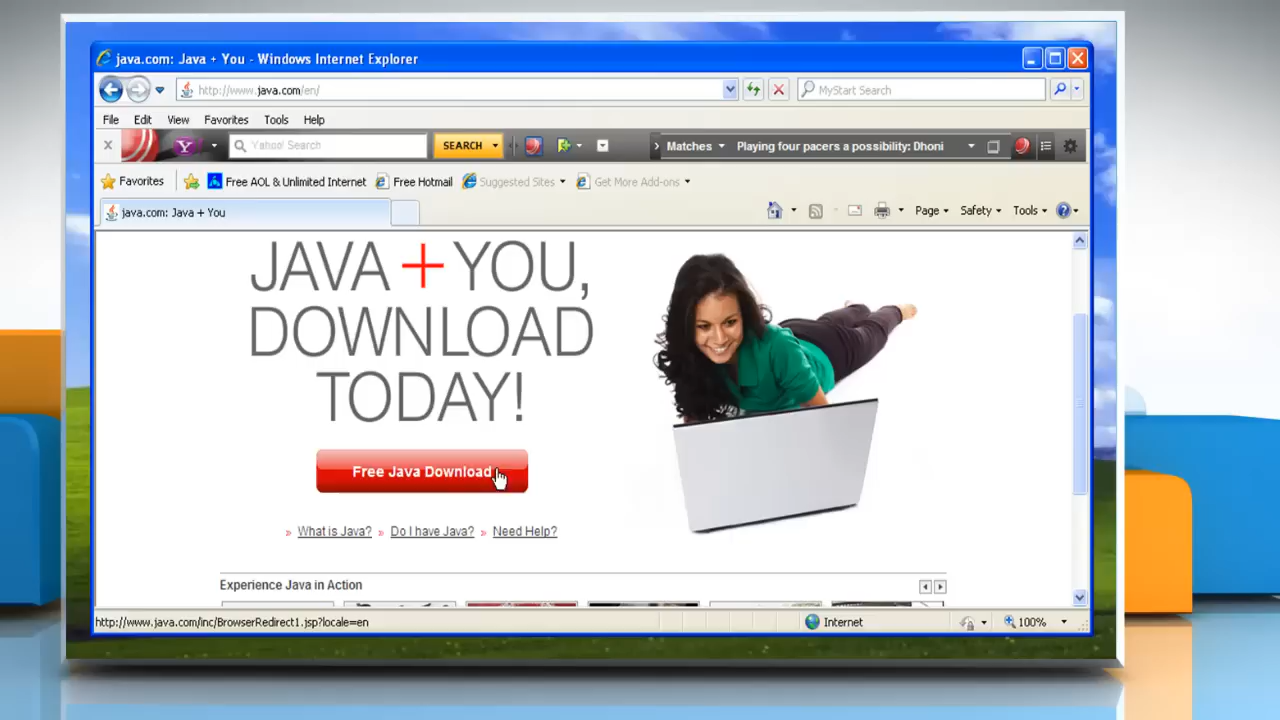 java.com: Java + You - Windows Internet Explorer
http://www.java.com/en/
MyStart Search
File Edit View Favorites Tools Help
x Y Yahoo! Search SEARCH Matches Playing four pacers a possibility: Dhoni
Favorites Free AOL & Unlimited Internet Free Hotmail Suggested Sites Get More Add-ons
java.com: Java + You
Page Safety Tools
JAVA + YOU,
DOWNLOAD
TODAY!
Free Java Download
» What is Java? » Do I have Java? » Need Help?
Experience Java in Action
http://www.java.com/inc/BrowserRedirect1.jsp?locale=en Internet 100%